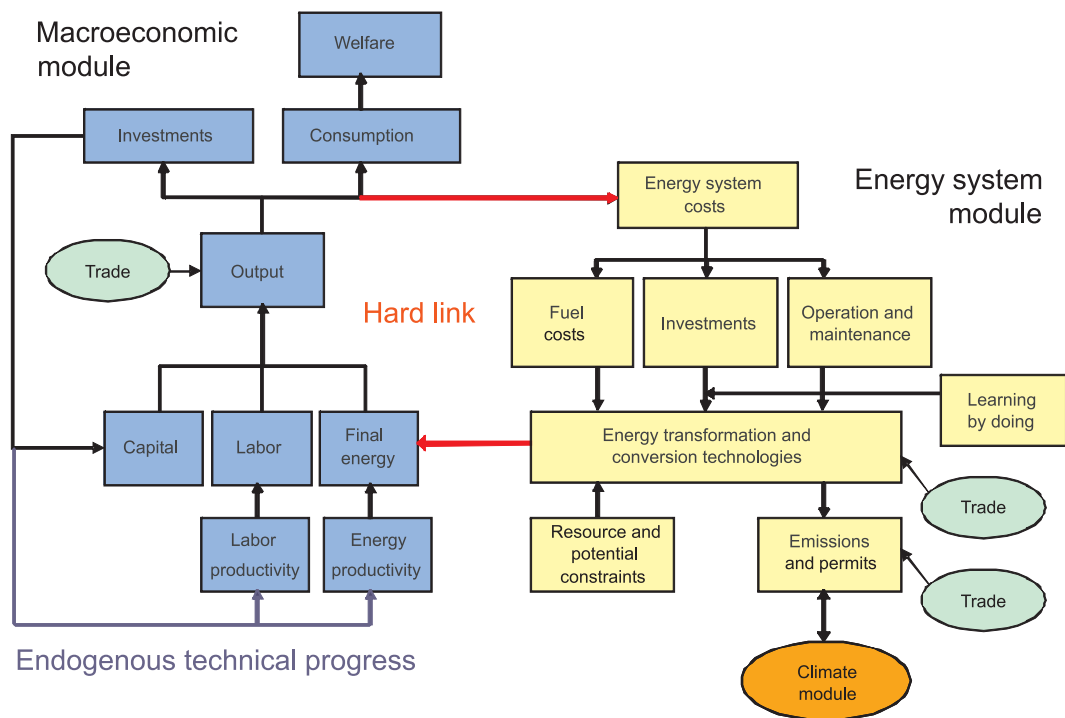 Macroeconomic
module
Welfare
Investments
Consumption
Energy system
costs
Energy system
module
Trade
Output
Hard link
Fuel
costs
Investments
Operation and
maintenance
Learning
by doing
Capital
Labor
Final
energy
Energy transformation and
conversion technologies
Trade
Labor
productivity
Energy
productivity
Resource and
potential
constraints
Emissions
and permits
Trade
Endogenous technical progress
Climate
module